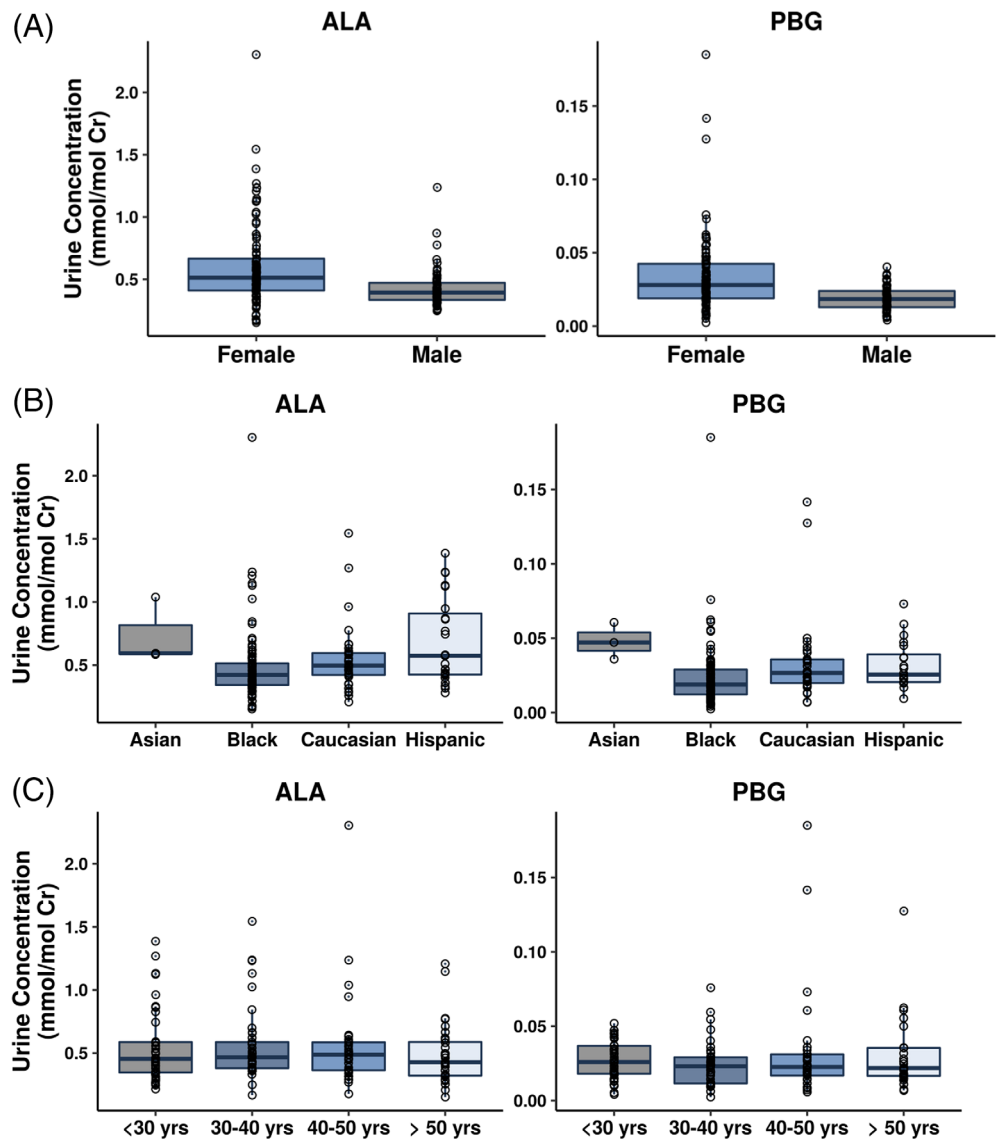 (A)
ALA
PBG
Urine Concentration
(mmol/mol Cr)
2.0
1.5
1.0
0.5
0.15
0.10
0.05
0.00
Female
Male
Female
Male
(B)
ALA
PBG
Urine Concentration
(mmol/mol Cr)
2.0
1.5
1.0
0.5
0.15
0.10
0.05
0.00
Asian
Black
Caucasian
Hispanic
Asian
Black
Caucasian
Hispanic
(C)
ALA
PBG
Urine Concentration
(mmol/mol Cr)
2.0
1.5
1.0
0.5
0.15
0.10
0.05
0.00
<30 yrs
30-40 yrs
40-50 yrs
> 50 yrs
<30 yrs
30-40 yrs
40-50 yrs
> 50 yrs